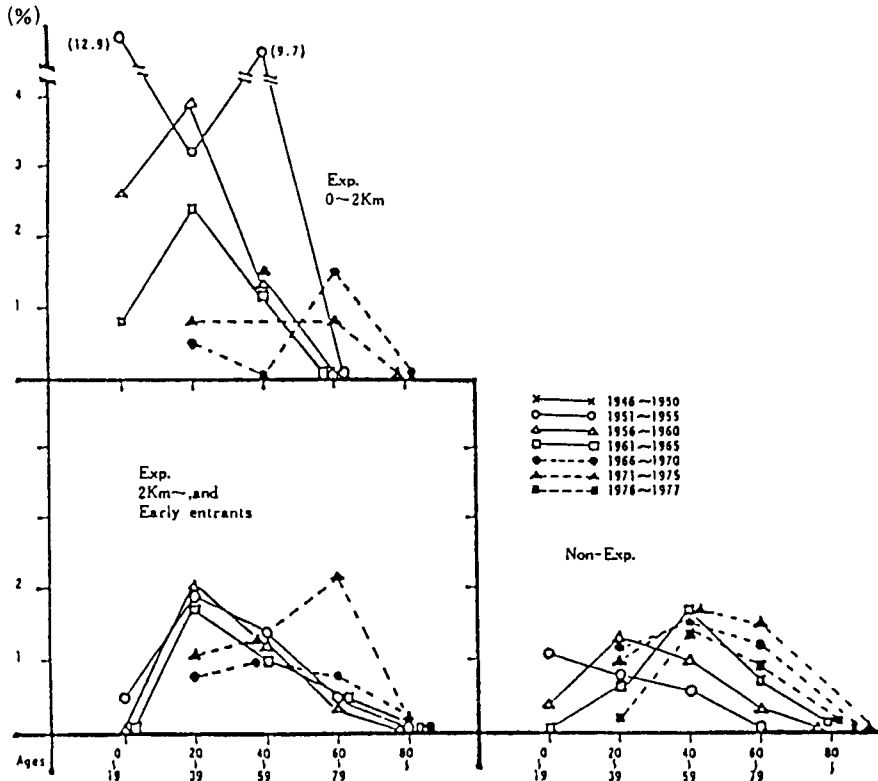 (%)
(12.9)
(9.7)
4
3
2
1
Exp.
0~2Km
1946~1950
1951~1955
1956~1960
1961~1965
1966~1970
1971~1975
1976~1977
Exp.
2Km~,and
Early entrants
Non-Exp.
2
1
Ages 0 20 40 60 80 0 20 40 60 80
~ ~ ~ ~ ~ ~ ~ ~ ~ ~
19 39 59 79 19 39 59 79